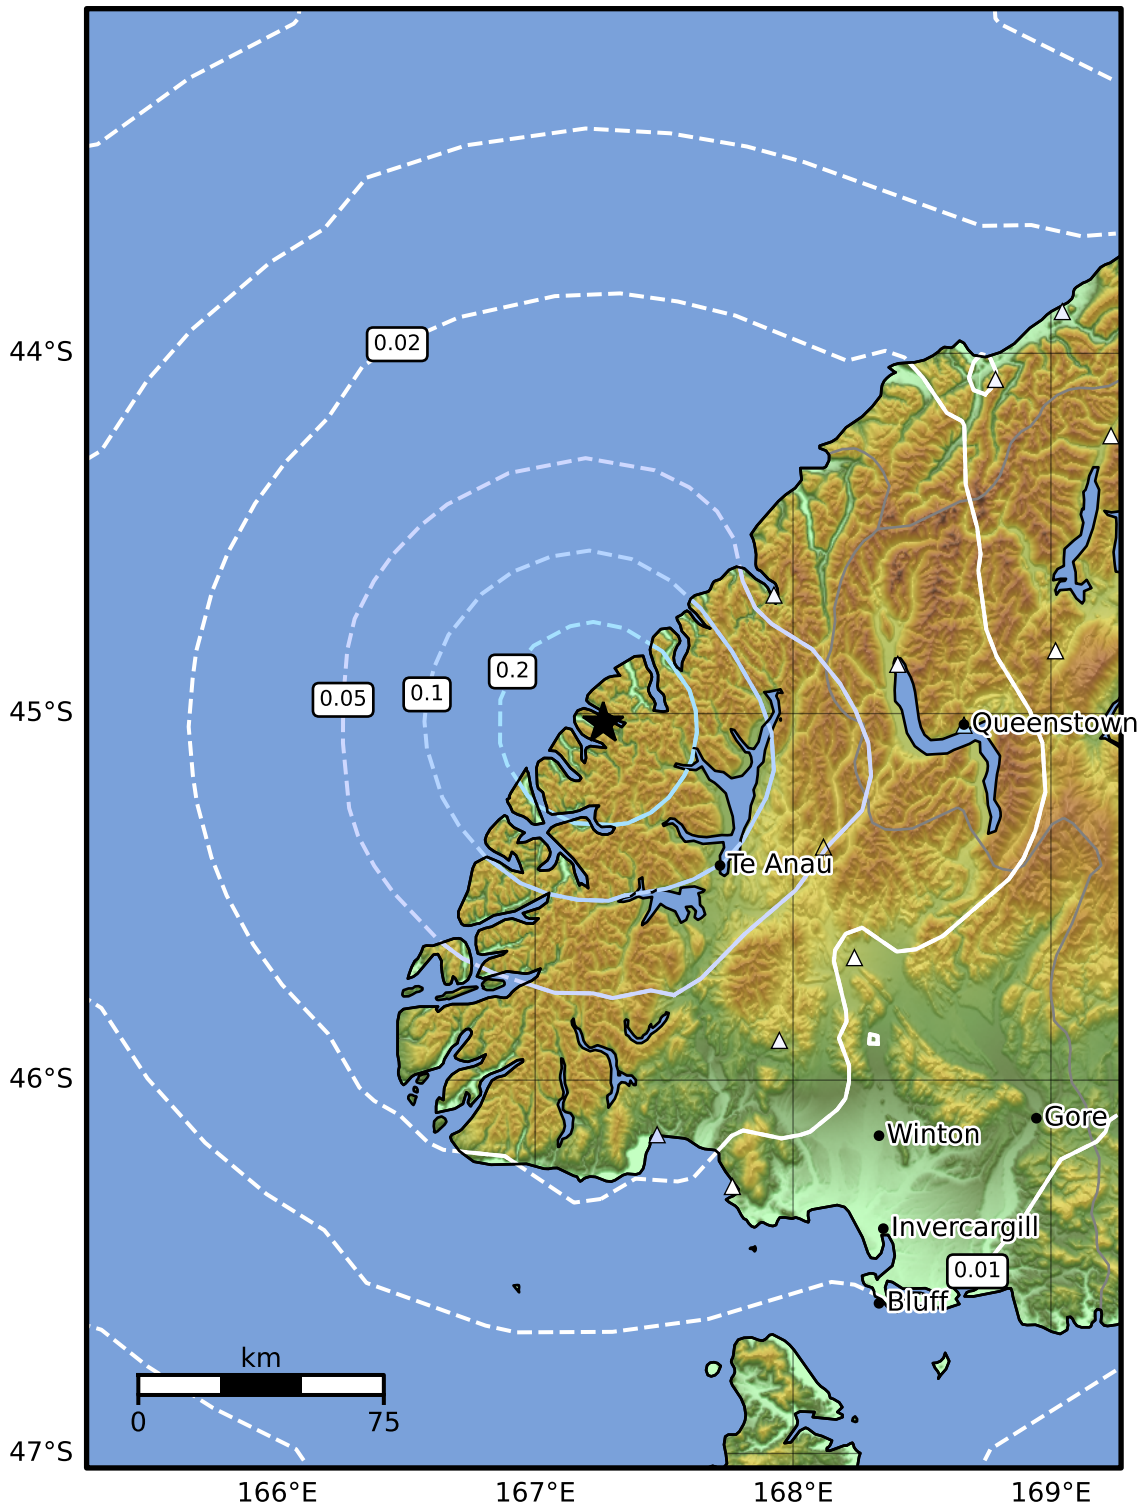 0.02
44°S
0.2
0.1
0.05
45°S
Queenstown
Te Anau
46°S
Gore
Winton
Invercargill
0.01
Bluff
km
0
75
47°S
166°E
167°E
168°E
169°E